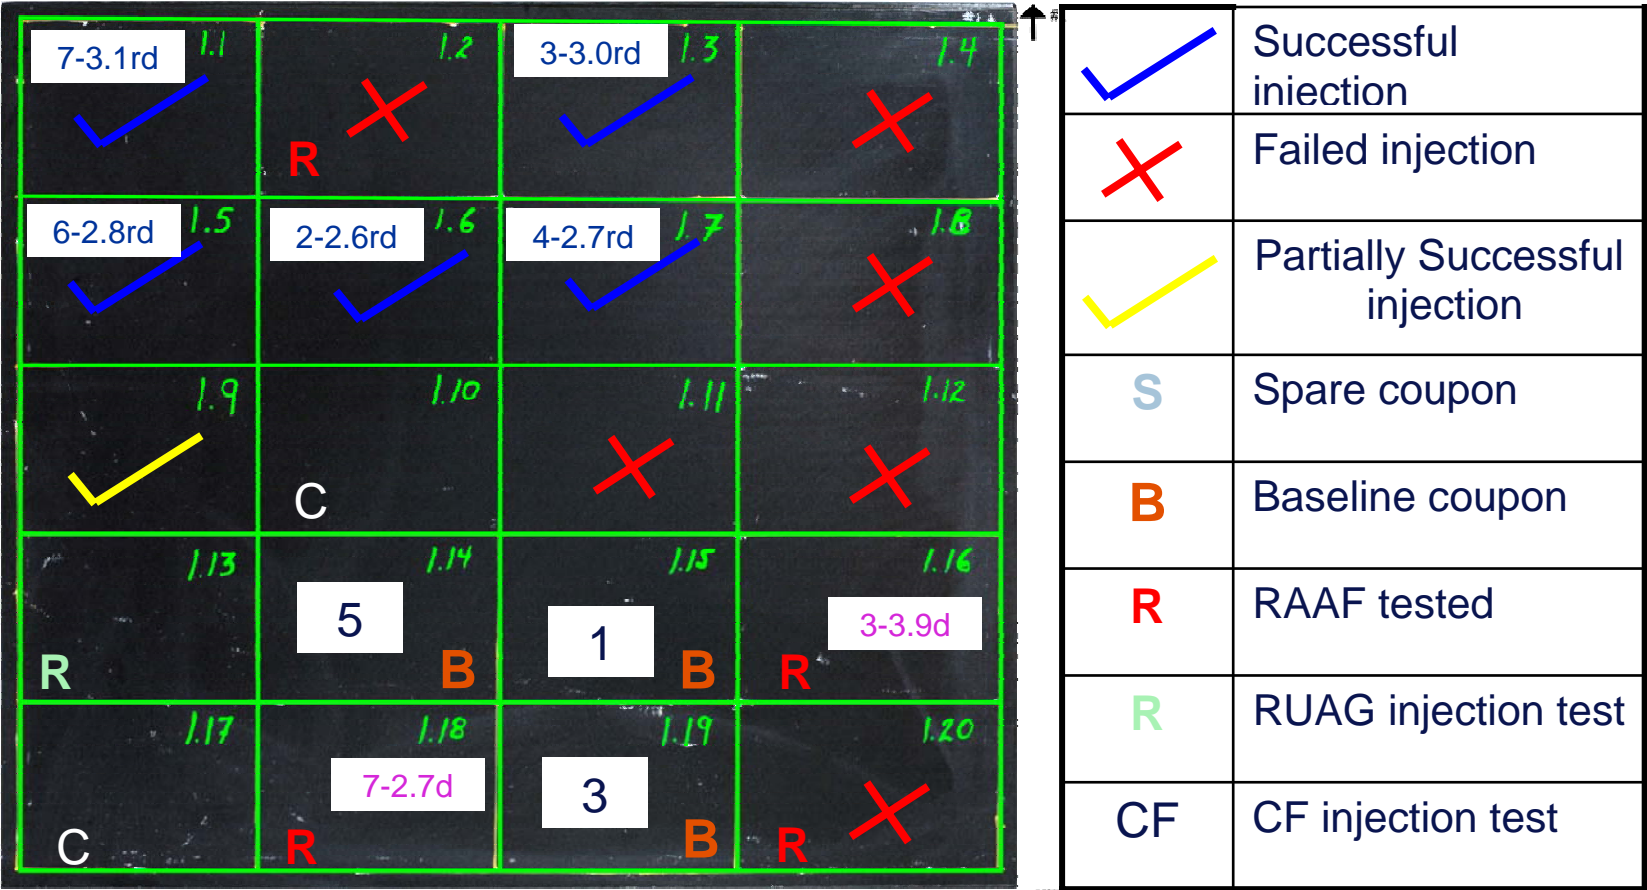 7-3.1rd 1.1 1.2 3-3.0rd 1.3 1.4
R
6-2.8rd 1.5 2-2.6rd 1.6 4-2.7rd 1.7 1.8
1.9 1.10 1.11 1.12
C
1.13 1.14 1.15 1.16
5 1 3-3.9d
R B B R
1.17 1.18 1.19 1.20
7-2.7d 3
C R B R
Successful
injection
Failed injection
Partially Successful
injection
S Spare coupon
B Baseline coupon
R RAAF tested
R RUAG injection test
CF CF injection test